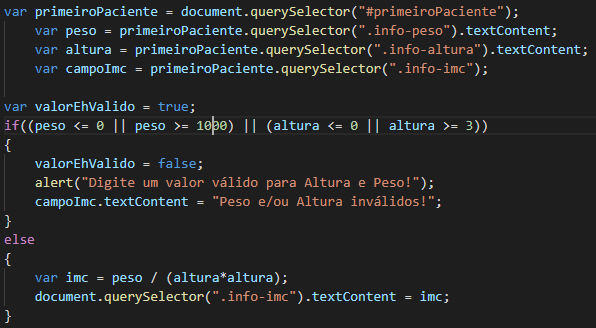 var primeiroPaciente = document.querySelector("#primeiroPaciente");
    var peso = primeiroPaciente.querySelector(".info-peso").textContent;
    var altura = primeiroPaciente.querySelector(".info-altura").textContent;
    var campoImc = primeiroPaciente.querySelector(".info-imc");

var valorEhValido = true;
if((peso <= 0 || peso >= 1000) || (altura <= 0 || altura >= 3))
{
    valorEhValido = false;
    alert("Digite um valor válido para Altura e Peso!");
    campoImc.textContent = "Peso e/ou Altura inválidos!";
}
else
{
    var imc = peso / (altura*altura);
    document.querySelector(".info-imc").textContent = imc;
}